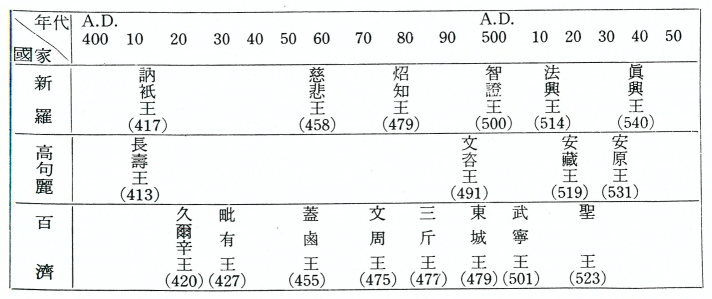 年代 A.D. A.D.
國家 400 10 20 30 40 50 60 70 80 90 500 10 20 30 40 50
新羅 訥祇王 慈悲王 炤知王 智證王 法興王 眞興王
(417) (458) (479) (500) (514) (540)
高句麗 長壽王 文咨王 安藏王 安原王
(413) (491) (519) (531)
百濟 久爾辛王 毗有王 蓋鹵王 文周王 三斤王 東城王 武寧王 聖王
(420) (427) (455) (475) (477) (479) (501) (523)